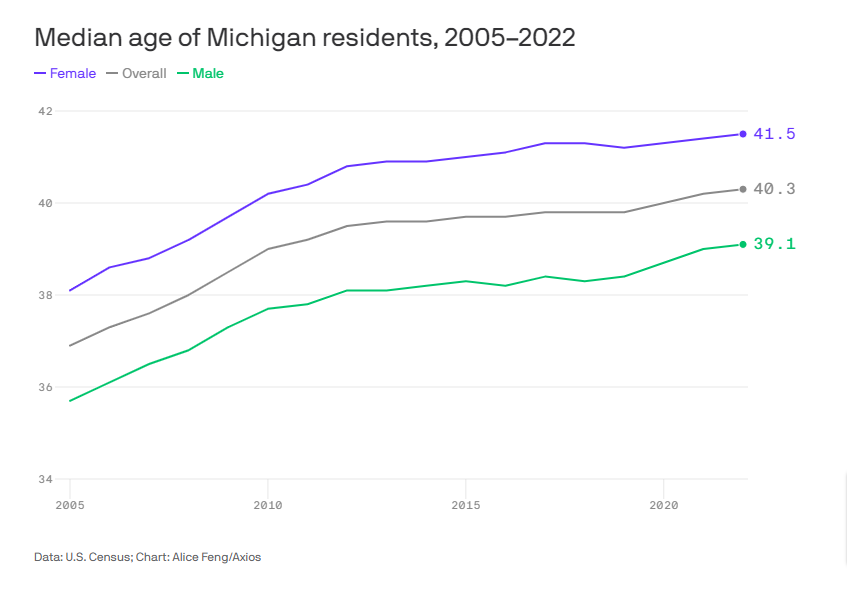 Median age of Michigan residents, 2005–2022
Female Overall Male
42
41.5
40.3
40
39.1
38
36
34
2005 2010 2015 2020
Data: U.S. Census; Chart: Alice Feng/Axios